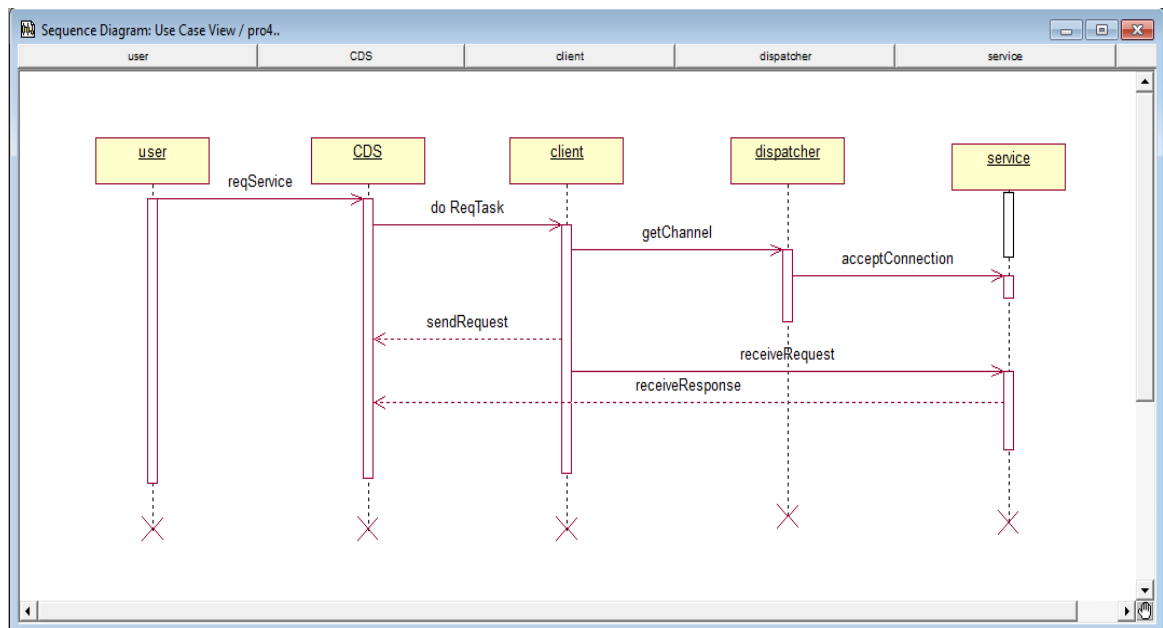 Sequence Diagram: Use Case View / pro4..
user CDS client dispatcher service
user CDS client dispatcher service
reqService
do ReqTask
getChannel
acceptConnection
sendRequest
receiveRequest
receiveResponse